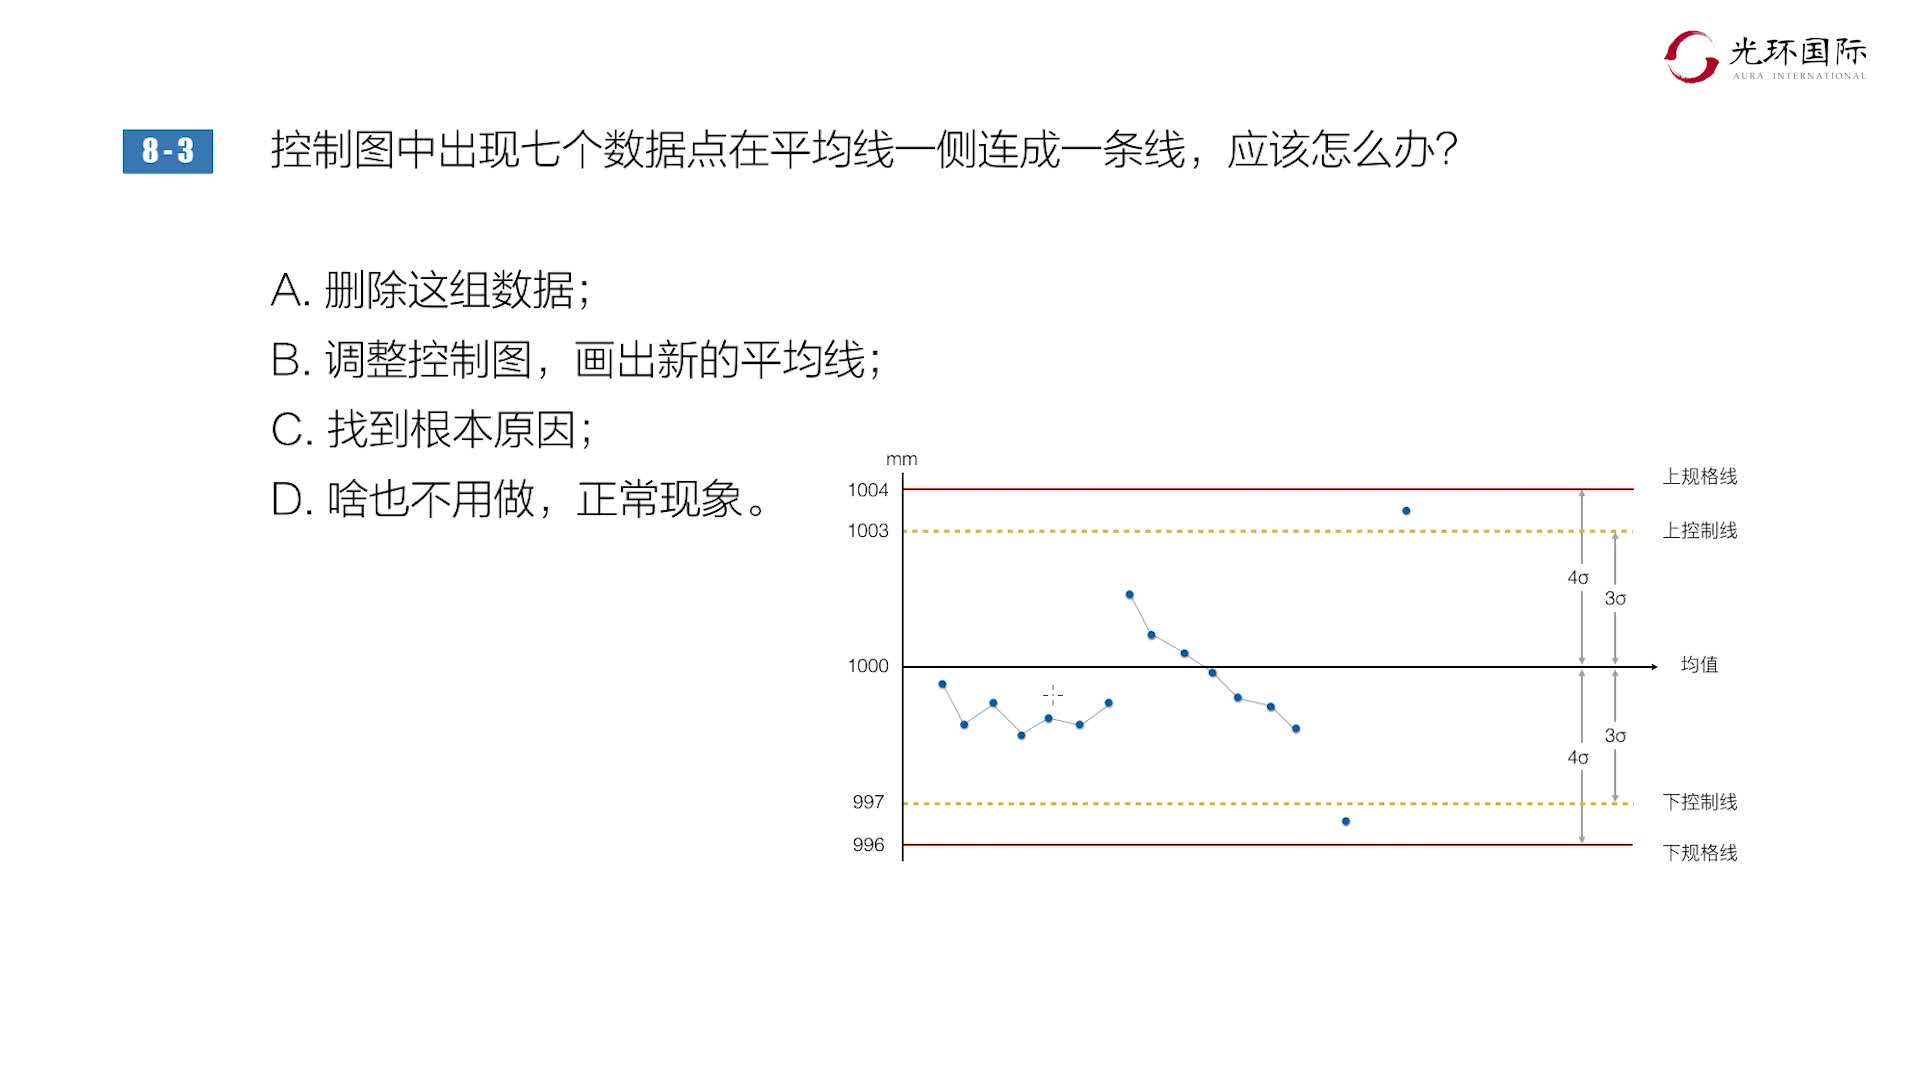 光环国际
AURA INTERNATIONAL
8-3
控制图中出现七个数据点在平均线一侧连成一条线，应该怎么办？
A. 删除这组数据；
B. 调整控制图，画出新的平均线；
C. 找到根本原因；
D. 啥也不用做，正常现象。
mm
1004
上规格线
1003
上控制线
4σ
3σ
1000
均值
3σ
4σ
997
下控制线
996
下规格线